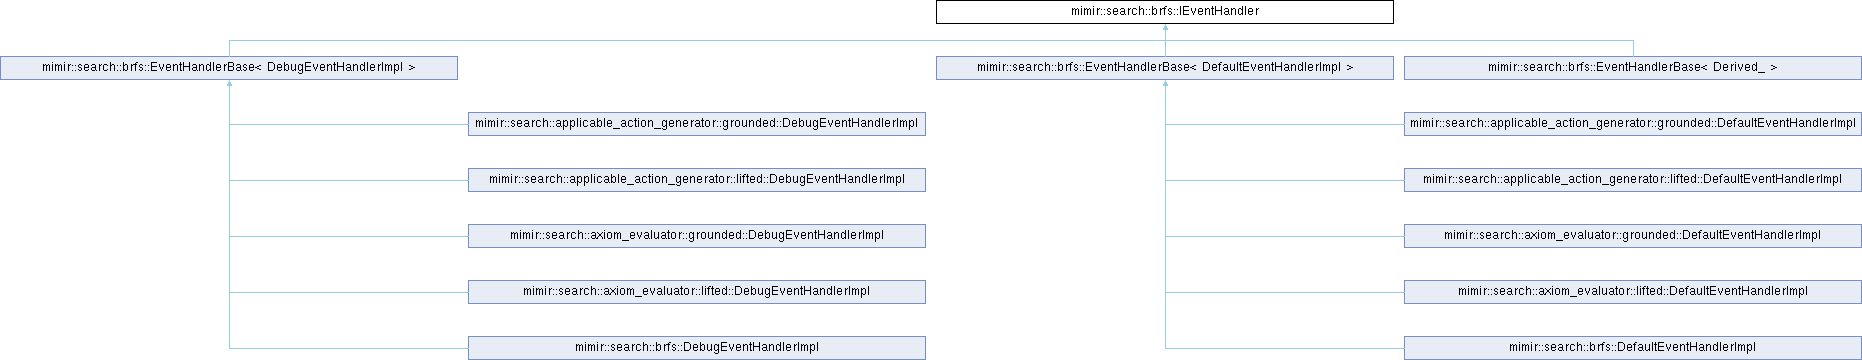 mimir::search::brfs::IEventHandler
mimir::search::brfs::EventHandlerBase< DebugEventHandlerImpl >
mimir::search::brfs::EventHandlerBase< DefaultEventHandlerImpl >
mimir::search::brfs::EventHandlerBase< Derived_ >
mimir::search::applicable_action_generator::grounded::DebugEventHandlerImpl
mimir::search::applicable_action_generator::grounded::DefaultEventHandlerImpl
mimir::search::applicable_action_generator::lifted::DebugEventHandlerImpl
mimir::search::applicable_action_generator::lifted::DefaultEventHandlerImpl
mimir::search::axiom_evaluator::grounded::DebugEventHandlerImpl
mimir::search::axiom_evaluator::grounded::DefaultEventHandlerImpl
mimir::search::axiom_evaluator::lifted::DebugEventHandlerImpl
mimir::search::axiom_evaluator::lifted::DefaultEventHandlerImpl
mimir::search::brfs::DebugEventHandlerImpl
mimir::search::brfs::DefaultEventHandlerImpl